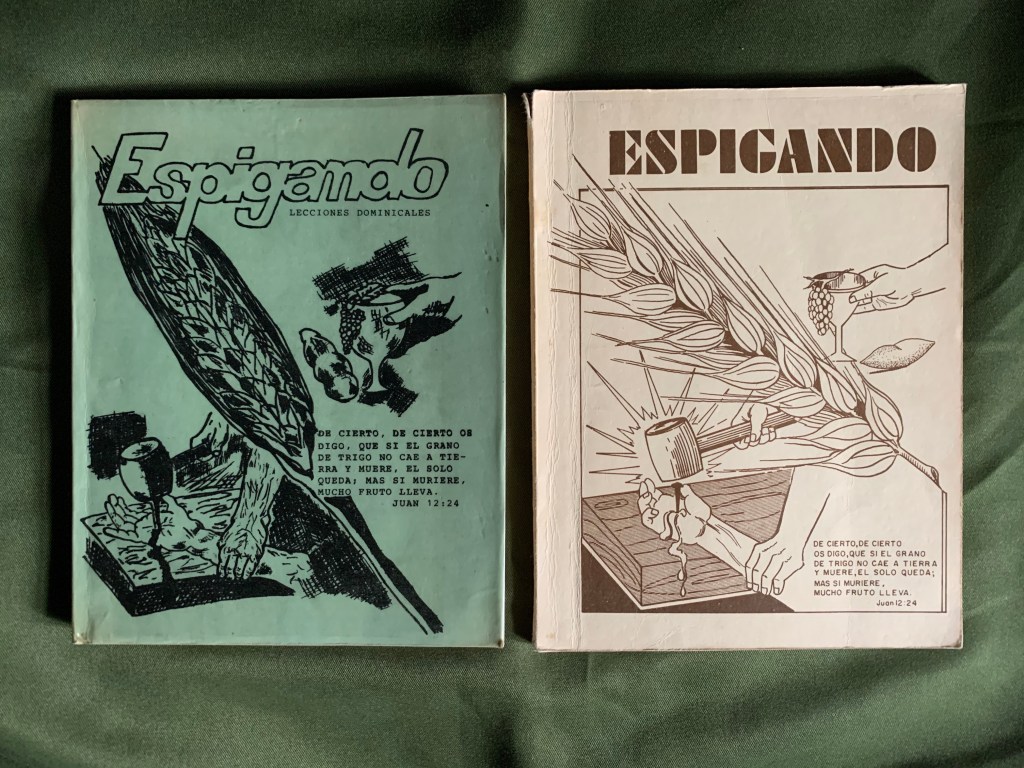 Espigando
LECCIONES DOMINICALES
DE CIERTO, DE CIERTO OS
DIGO, QUE SI EL GRANO
DE TRIGO NO CAE A TIE-
RRA Y MUERE, EL SOLO
QUEDA; MAS SI MURIERE,
MUCHO FRUTO LLEVA.
JUAN 12:24
ESPIGANDO
DE CIERTO, DE CIERTO
OS DIGO, QUE SI EL GRANO
DE TRIGO NO CAE A TIERRA
Y MUERE, EL SOLO QUEDA;
MAS SI MURIERE,
MUCHO FRUTO LLEVA.
Juan 12:24